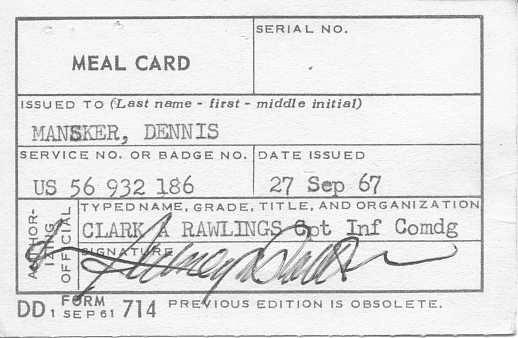 MEAL CARD
SERIAL NO.
ISSUED TO (Last name - first - middle initial)
MANSKER, DENNIS
SERVICE NO. OR BADGE NO.
DATE ISSUED
US 56 932 186
27 Sep 67
AUTHOR-
IZING
OFFICIAL
TYPED NAME, GRADE, TITLE, AND ORGANIZATION
CLARK A RAWLINGS Cpt Inf Comdg
SIGNATURE
DD FORM 1 SEP 61 714 PREVIOUS EDITION IS OBSOLETE.